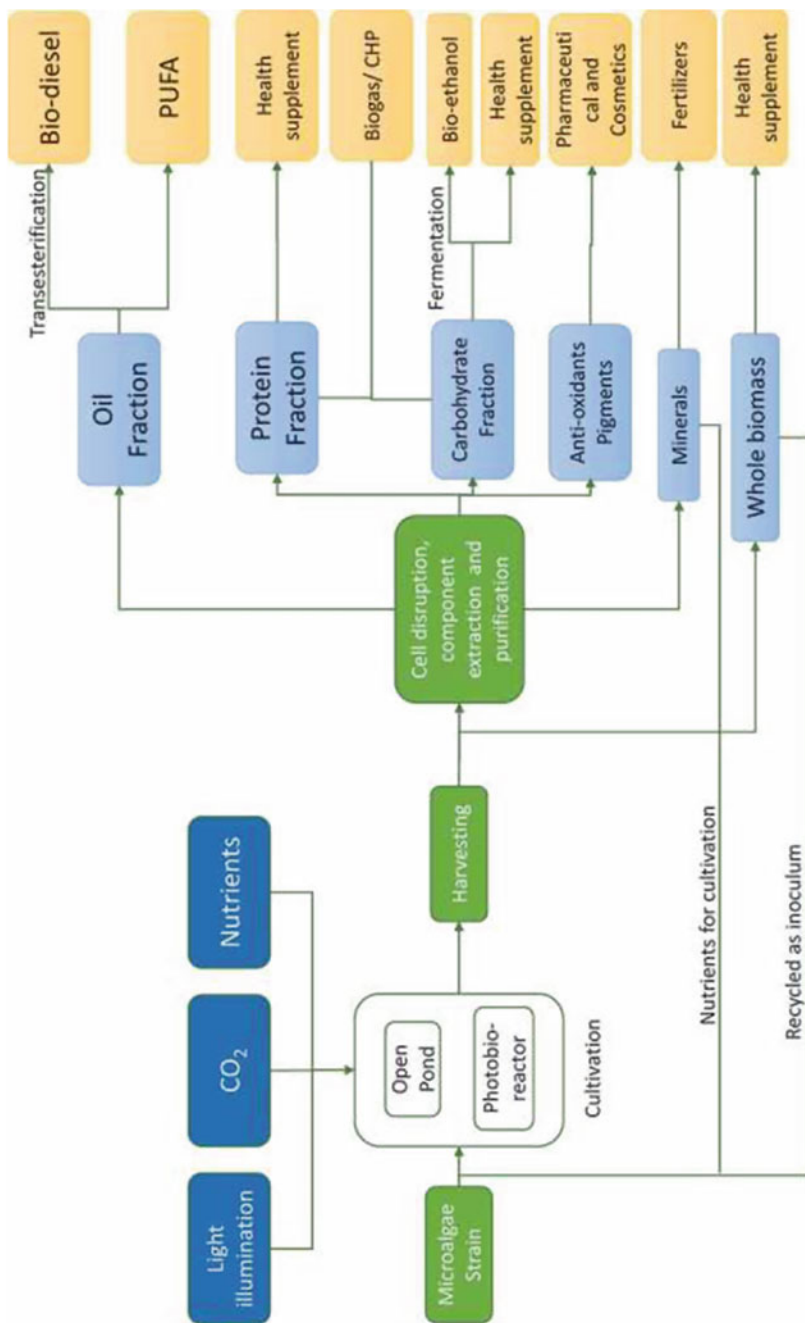 Light
illumination
CO₂
Nutrients
Microalgae
Strain
Open
Pond
Photobio-
reactor
Cultivation
Harvesting
Cell disruption,
component
extraction and
purification
Oil
Fraction
Transesterification
Bio-diesel
PUFA
Protein
Fraction
Health
supplement
Biogas/ CHP
Carbohydrate
Fraction
Fermentation
Bio-ethanol
Health
supplement
Anti-oxidants
Pigments
Pharmaceuti
cal and
Cosmetics
Minerals
Fertilizers
Whole biomass
Health
supplement
Nutrients for cultivation
Recycled as inoculum